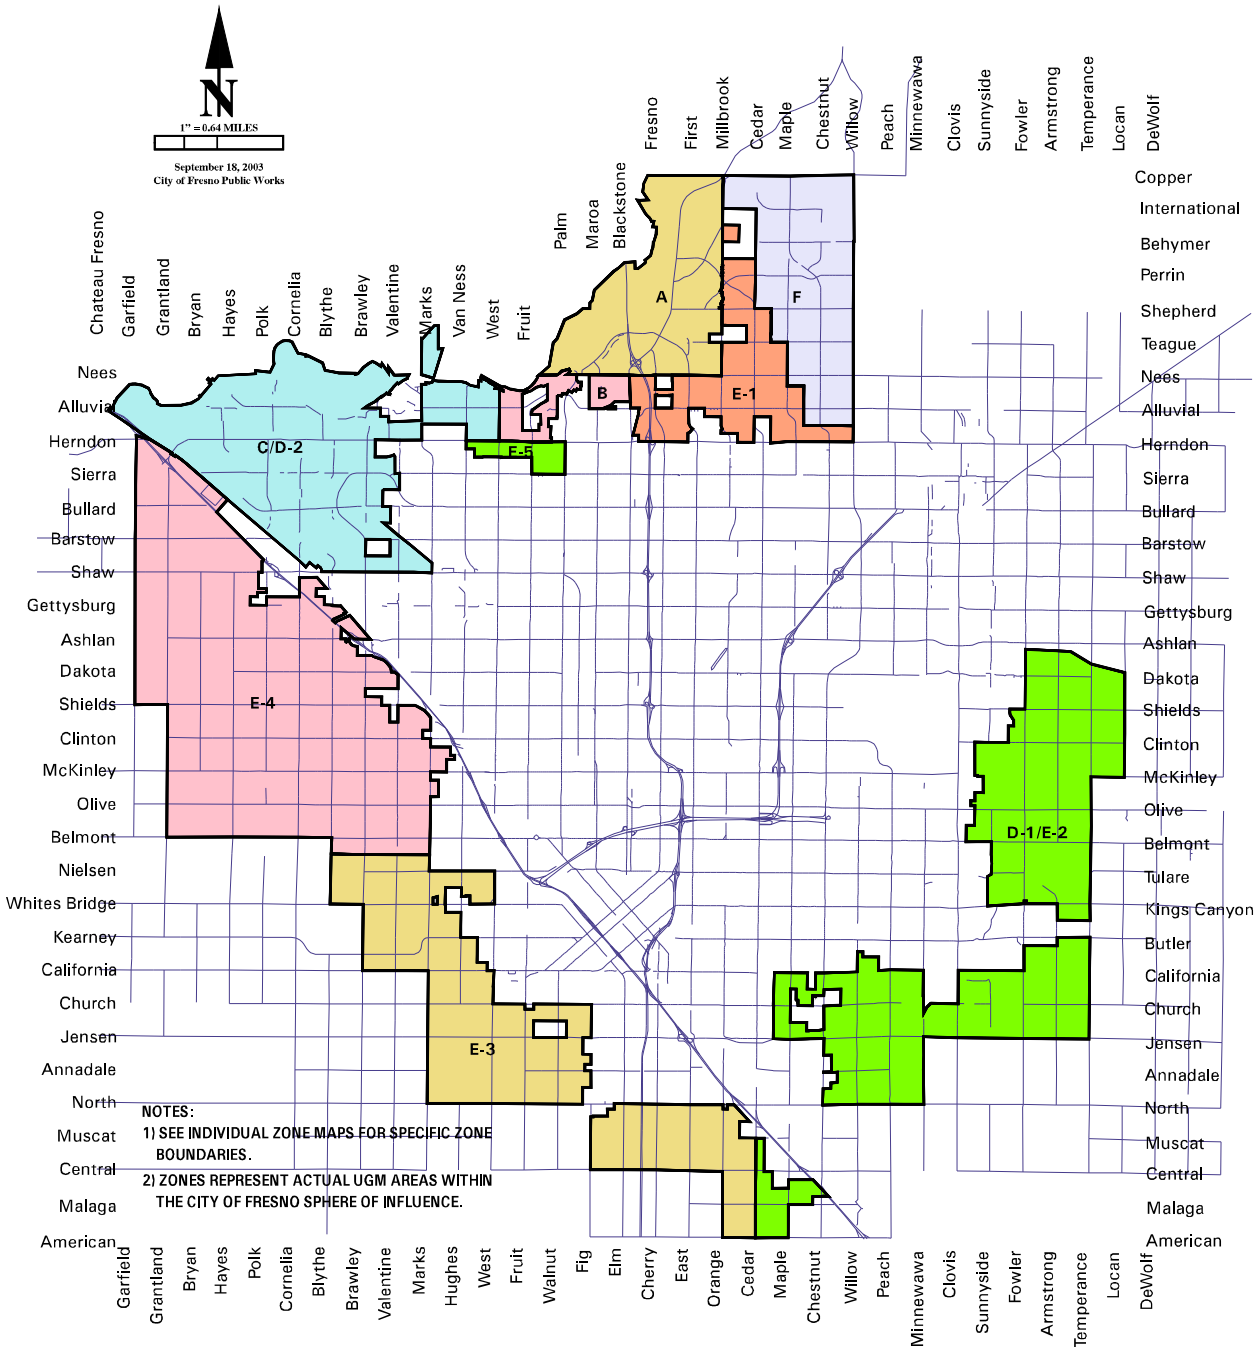 N
1" = 0.64 MILES
September 18, 2003
City of Fresno Public Works
Chateau Fresno
Garfield
Grantland
Bryan
Hayes
Polk
Cornelia
Blythe
Brawley
Valentine
Marks
Van Ness
West
Fruit
Palm
Maroa
Blackstone
Fresno
First
Millbrook
Cedar
Maple
Chestnut
Willow
Peach
Minnewawa
Clovis
Sunnyside
Fowler
Armstrong
Temperance
Locan
DeWolf
Nees
Alluvia
Herndon
Sierra
Bullard
Barstow
Shaw
Gettysburg
Ashlan
Dakota
Shields
Clinton
McKinley
Olive
Belmont
Nielsen
Whites Bridge
Kearney
California
Church
Jensen
Annadale
North
Muscat
Central
Malaga
American
Copper
International
Behymer
Perrin
Shepherd
Teague
Nees
Alluvial
Herndon
Sierra
Bullard
Barstow
Shaw
Gettysburg
Ashlan
Dakota
Shields
Clinton
McKinley
Olive
Belmont
Tulare
Kings Canyon
Butler
California
Church
Jensen
Annadale
North
Muscat
Central
Malaga
American
A
F
B
E-1
C/D-2
E-5
E-4
D-1/E-2
E-3
NOTES:
1) SEE INDIVIDUAL ZONE MAPS FOR SPECIFIC ZONE
BOUNDARIES.
2) ZONES REPRESENT ACTUAL UGM AREAS WITHIN
THE CITY OF FRESNO SPHERE OF INFLUENCE.
Garfield
Grantland
Bryan
Hayes
Polk
Cornelia
Blythe
Brawley
Valentine
Marks
Hughes
West
Fruit
Walnut
Fig
Elm
Cherry
East
Orange
Cedar
Maple
Chestnut
Willow
Peach
Minnewawa
Clovis
Sunnyside
Fowler
Armstrong
Temperance
Locan
DeWolf